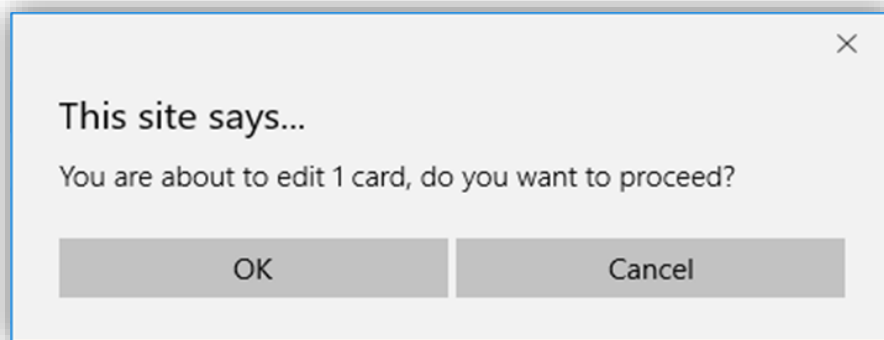 This site says...
You are about to edit 1 card, do you want to proceed?
OK
Cancel